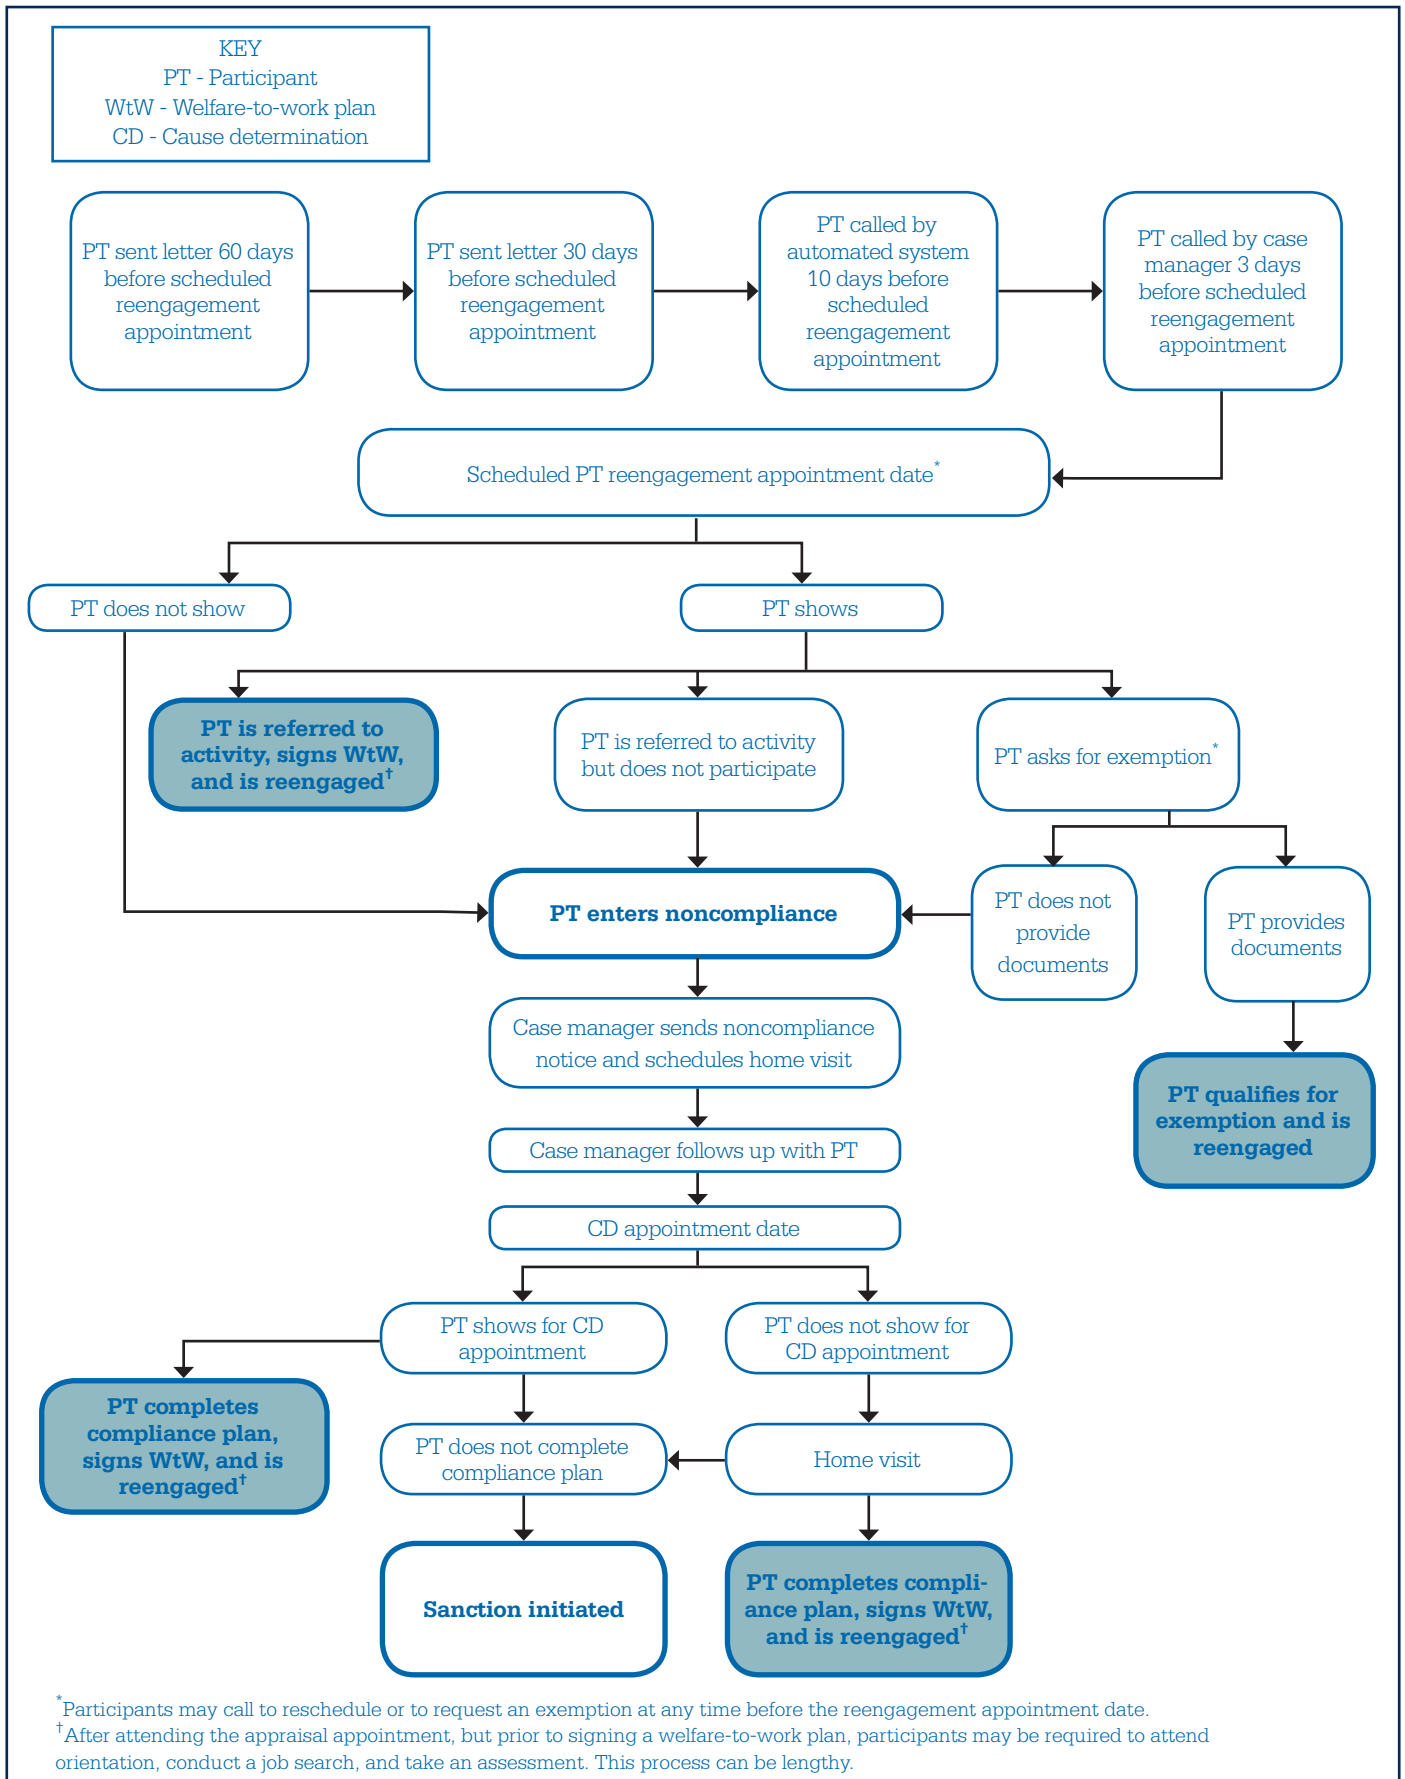 KEY
PT - Participant
WtW - Welfare-to-work plan
CD - Cause determination
PT sent letter 60 days
before scheduled
reengagement
appointment
PT sent letter 30 days
before scheduled
reengagement
appointment
PT called by
automated system
10 days before
scheduled
reengagement
appointment
PT called by case
manager 3 days
before scheduled
reengagement
appointment
Scheduled PT reengagement appointment date*
PT does not show
PT shows
PT is referred to
activity, signs WtW,
and is reengaged†
PT is referred to activity
but does not participate
PT asks for exemption*
PT enters noncompliance
PT does not
provide
documents
PT provides
documents
Case manager sends noncompliance
notice and schedules home visit
PT qualifies for
exemption and is
reengaged
Case manager follows up with PT
CD appointment date
PT shows for CD
appointment
PT does not show for
CD appointment
PT completes
compliance plan,
signs WtW, and is
reengaged†
PT does not complete
compliance plan
Home visit
Sanction initiated
PT completes compli-
ance plan, signs WtW,
and is reengaged†
*Participants may call to reschedule or to request an exemption at any time before the reengagement appointment date.
†After attending the appraisal appointment, but prior to signing a welfare-to-work plan, participants may be required to attend
orientation, conduct a job search, and take an assessment. This process can be lengthy.